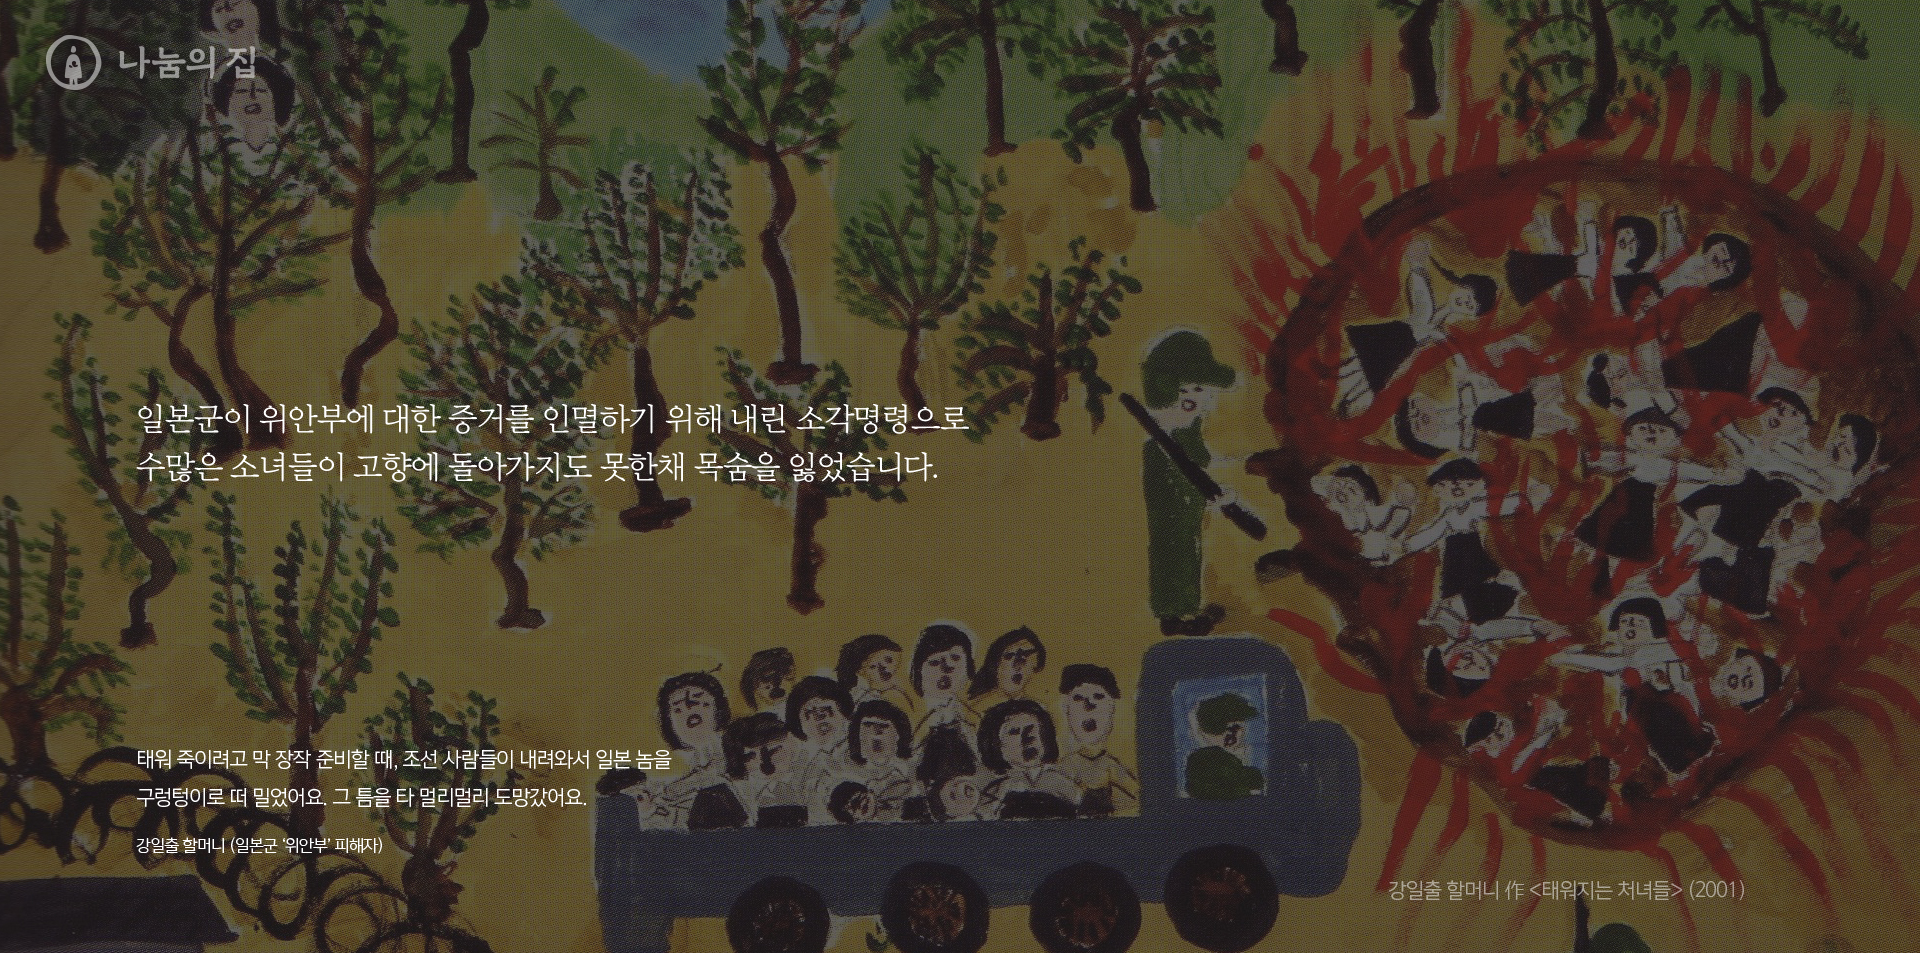 나눔의 집
일본군이 위안부에 대한 증거를 인멸하기 위해 내린 소각명령으로
수많은 소녀들이 고향에 돌아가지도 못한채 목숨을 잃었습니다.
태워 죽이려고 막 장작 준비할 때, 조선 사람들이 내려와서 일본 놈을
구렁텅이로 떠 밀었어요. 그 틈을 타 멀리멀리 도망갔어요.
강일출 할머니 (일본군 ‘위안부’ 피해자)
강일출 할머니 作 <태워지는 처녀들> (2001)